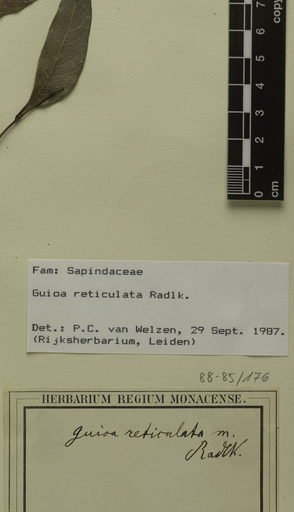 copy
7
6
5
4
3
2
1
0
cm
Fam: Sapindaceae
Guioa reticulata Radlk.
Det.: P.C. van Welzen, 29 Sept. 1987.
(Rijksherbarium, Leiden)
88-85/176
HERBARIUM REGIUM MONACENSE.
Guioa reticulata m.
Radlk.